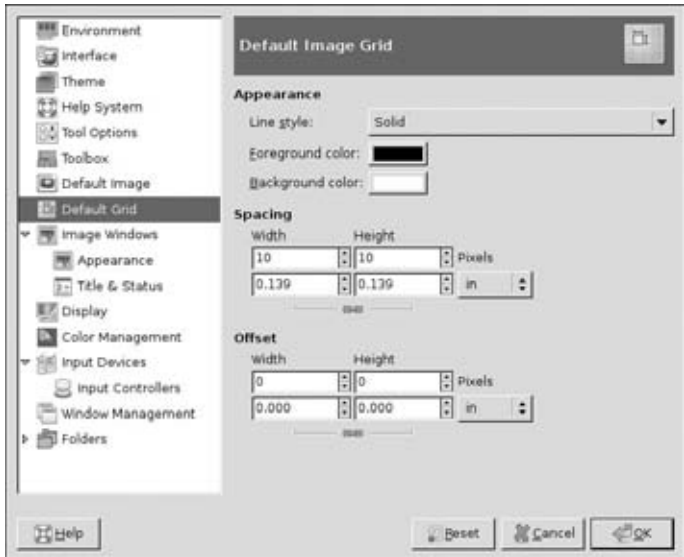 Environment
Interface
Theme
Help System
Tool Options
Toolbox
Default Image
Default Grid
Image Windows
Appearance
Title & Status
Display
Color Management
Input Devices
Input Controllers
Window Management
Folders
Default Image Grid
Appearance
Line style: Solid
Foreground color:
Background color:
Spacing
Width Height
10 10 Pixels
0.139 0.139 in
Offset
Width Height
0 0 Pixels
0.000 0.000 in
Help Reset Cancel OK